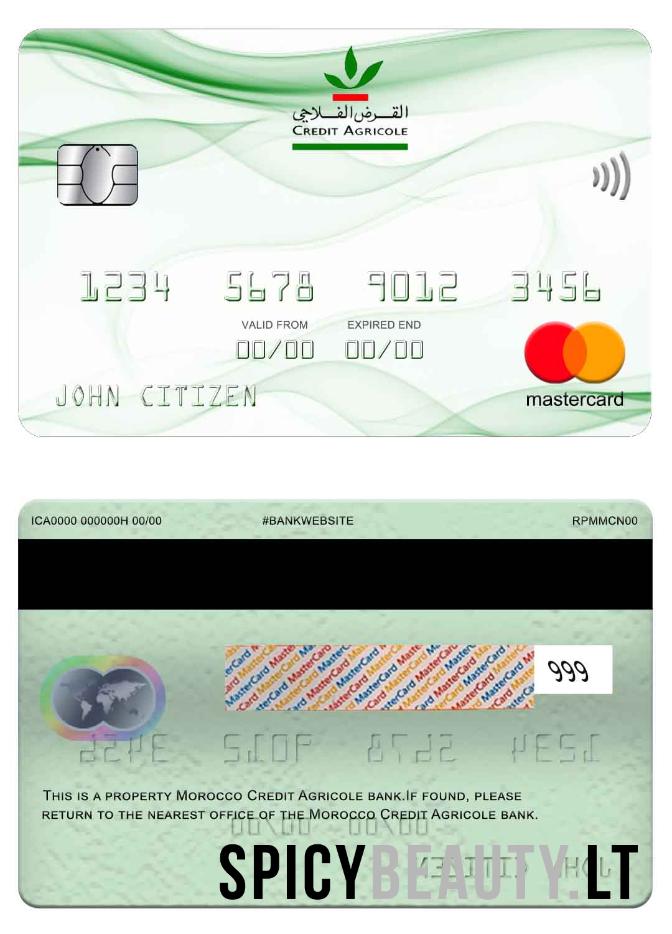 القرض الفلاحي
CREDIT AGRICOLE
1234 5678 9012 3456
VALID FROM EXPIRED END
00/00 00/00
JOHN CITIZEN
mastercard
ICA0000 000000H 00/00 #BANKWEBSITE RPMMCN00
MasterCard MasterCard MasterCard MasterCard
999
THIS IS A PROPERTY MOROCCO CREDIT AGRICOLE BANK.IF FOUND, PLEASE
RETURN TO THE NEAREST OFFICE OF THE MOROCCO CREDIT AGRICOLE BANK.
SPICYBEAUTY.LT